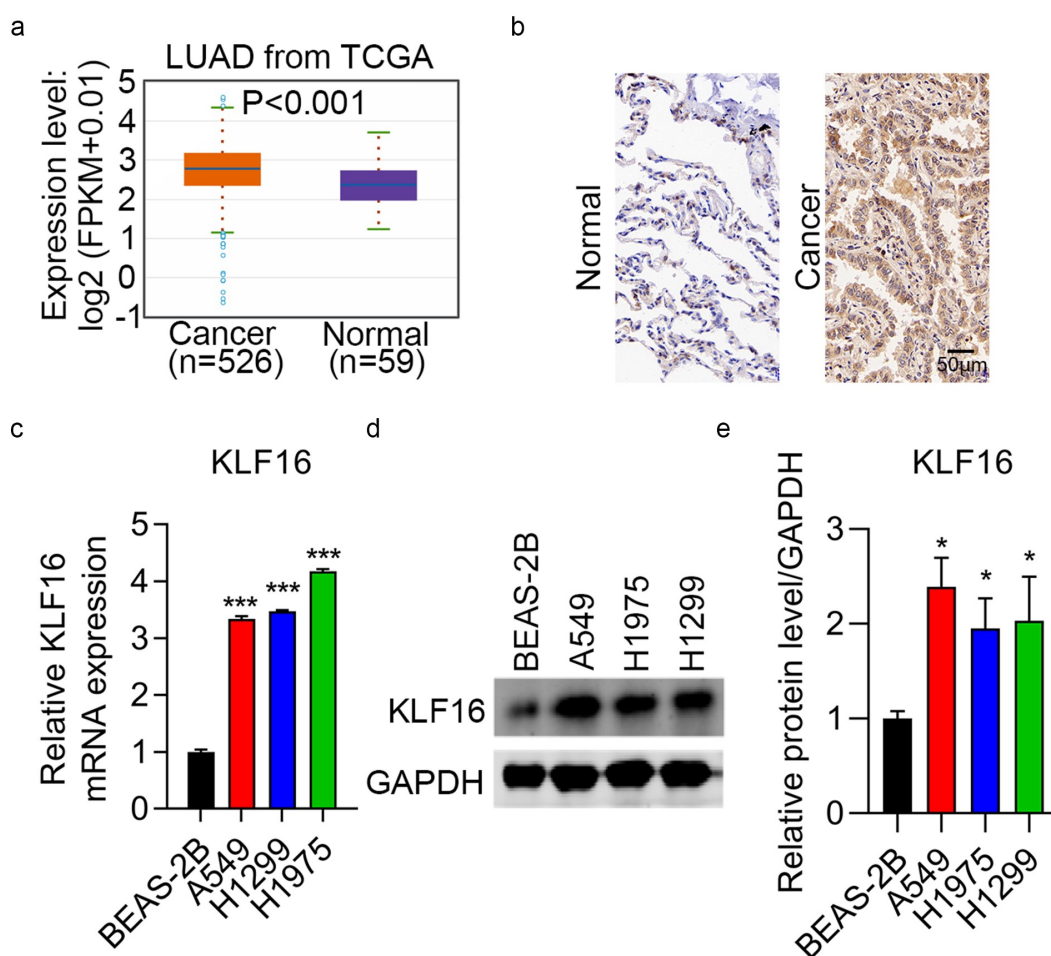 a
LUAD from TCGA
Expression level:
log2 (FPKM+0.01)
P<0.001
5
4
3
2
1
0
-1
Cancer
(n=526)
Normal
(n=59)
b
Normal
Cancer
50μm
c
KLF16
Relative KLF16
mRNA expression
5
4
3
2
1
0
***
***
***
BEAS-2B
A549
H1299
H1975
d
BEAS-2B
A549
H1975
H1299
KLF16
GAPDH
e
KLF16
Relative protein level/GAPDH
3
2
1
0
*
*
*
BEAS-2B
A549
H1975
H1299